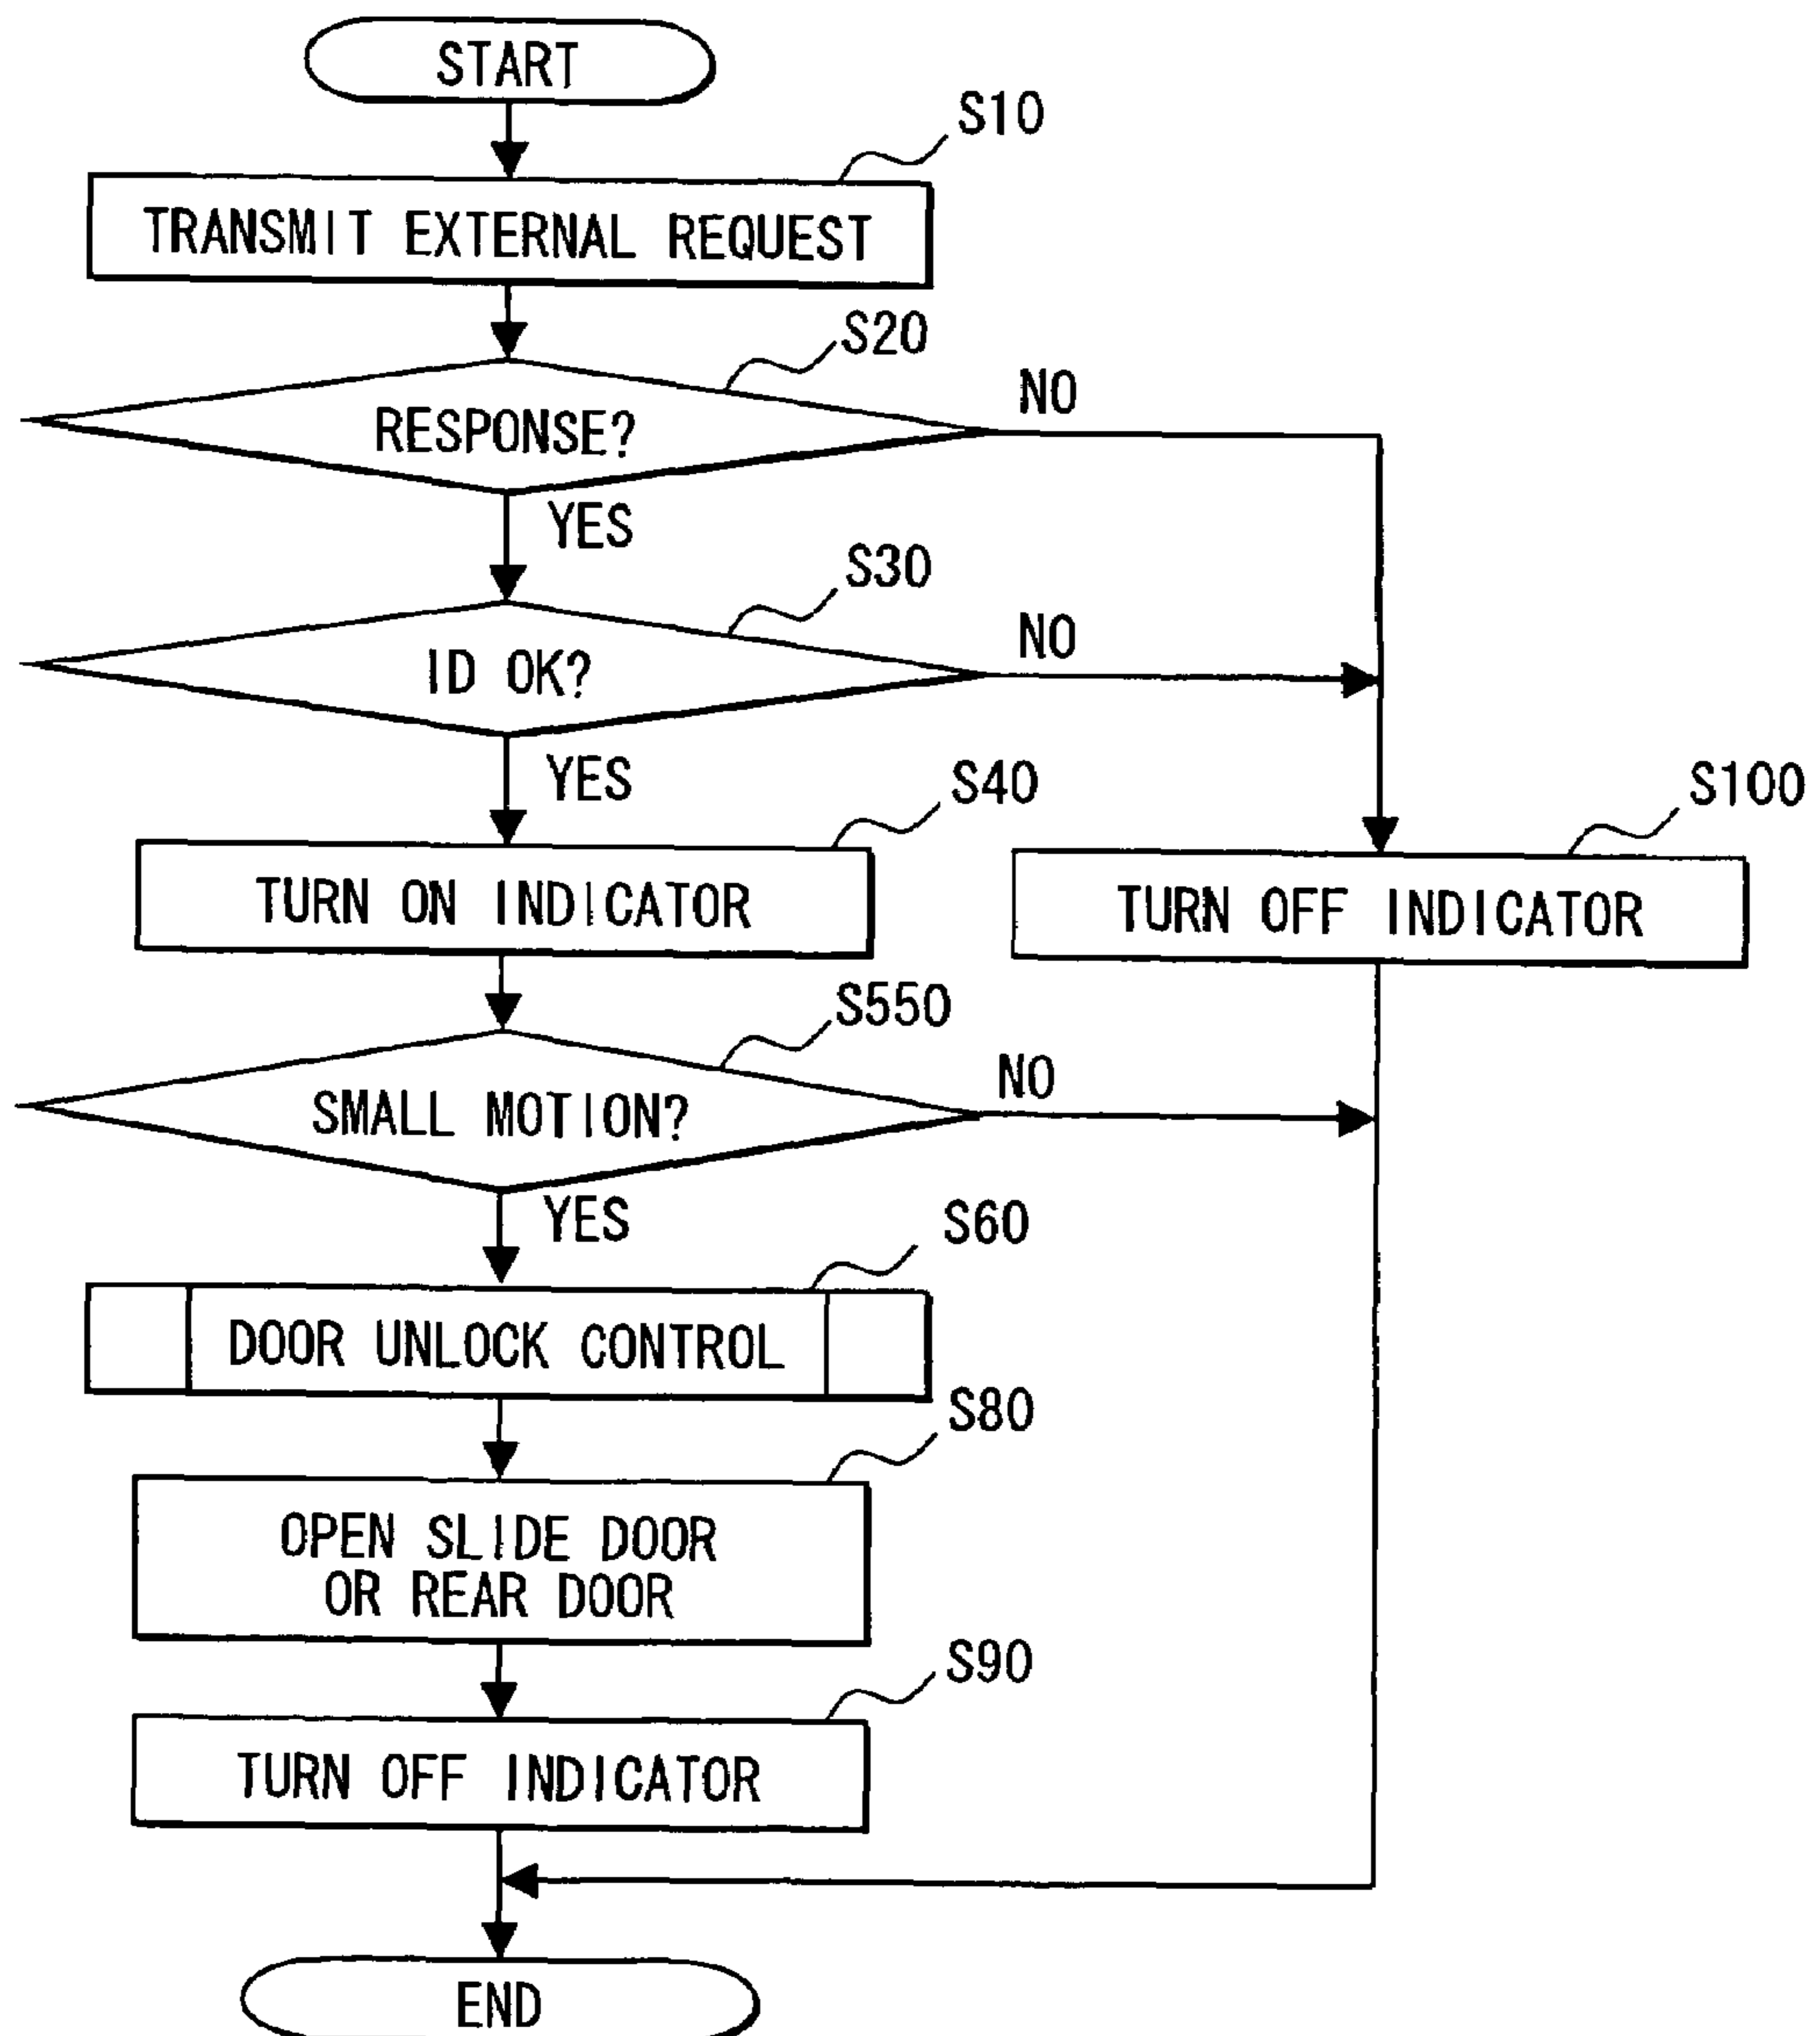 START
S10
TRANSMIT EXTERNAL REQUEST
S20
RESPONSE?
NO
YES
S30
ID OK?
NO
YES
S40
TURN ON INDICATOR
S100
TURN OFF INDICATOR
S550
SMALL MOTION?
NO
YES
S60
DOOR UNLOCK CONTROL
S80
OPEN SLIDE DOOR
OR REAR DOOR
S90
TURN OFF INDICATOR
END